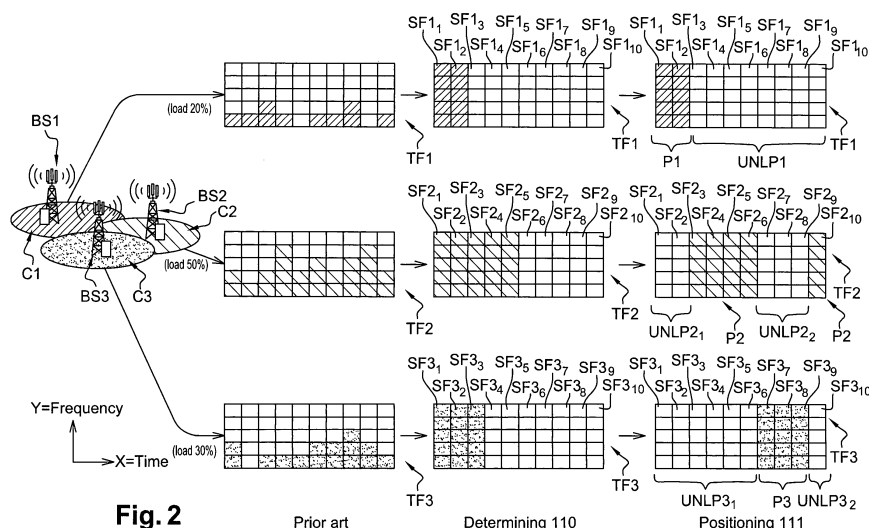 SF1₁ SF1₃ SF1₅ SF1₇ SF1₉
SF1₂ SF1₄ SF1₆ SF1₈ SF1₁₀
SF1₁ SF1₃ SF1₅ SF1₇ SF1₉
SF1₂ SF1₄ SF1₆ SF1₈ SF1₁₀
BS1
(load 20%)
TF1
TF1
TF1
P1
UNLP1
BS2
C2
SF2₁ SF2₃ SF2₅ SF2₇ SF2₉
SF2₂ SF2₄ SF2₆ SF2₈ SF2₁₀
SF2₁ SF2₃ SF2₅ SF2₇ SF2₉
SF2₂ SF2₄ SF2₆ SF2₈ SF2₁₀
C1
BS3
C3
(load 50%)
TF2
TF2
TF2
UNLP2₁
P2
UNLP2₂
P2
SF3₁ SF3₃ SF3₅ SF3₇ SF3₉
SF3₂ SF3₄ SF3₆ SF3₈ SF3₁₀
SF3₁ SF3₃ SF3₅ SF3₇ SF3₉
SF3₂ SF3₄ SF3₆ SF3₈ SF3₁₀
Y=Frequency
X=Time
(load 30%)
TF3
TF3
TF3
UNLP3₁
P3
UNLP3₂
Fig. 2
Prior art
Determining 110
Positioning 111